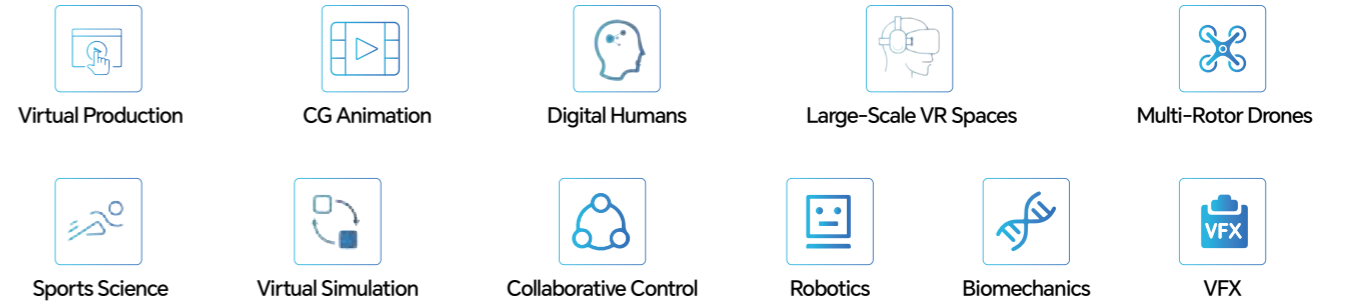 Virtual Production
CG Animation
Digital Humans
Large-Scale VR Spaces
Multi-Rotor Drones
Sports Science
Virtual Simulation
Collaborative Control
Robotics
Biomechanics
VFX
VFX